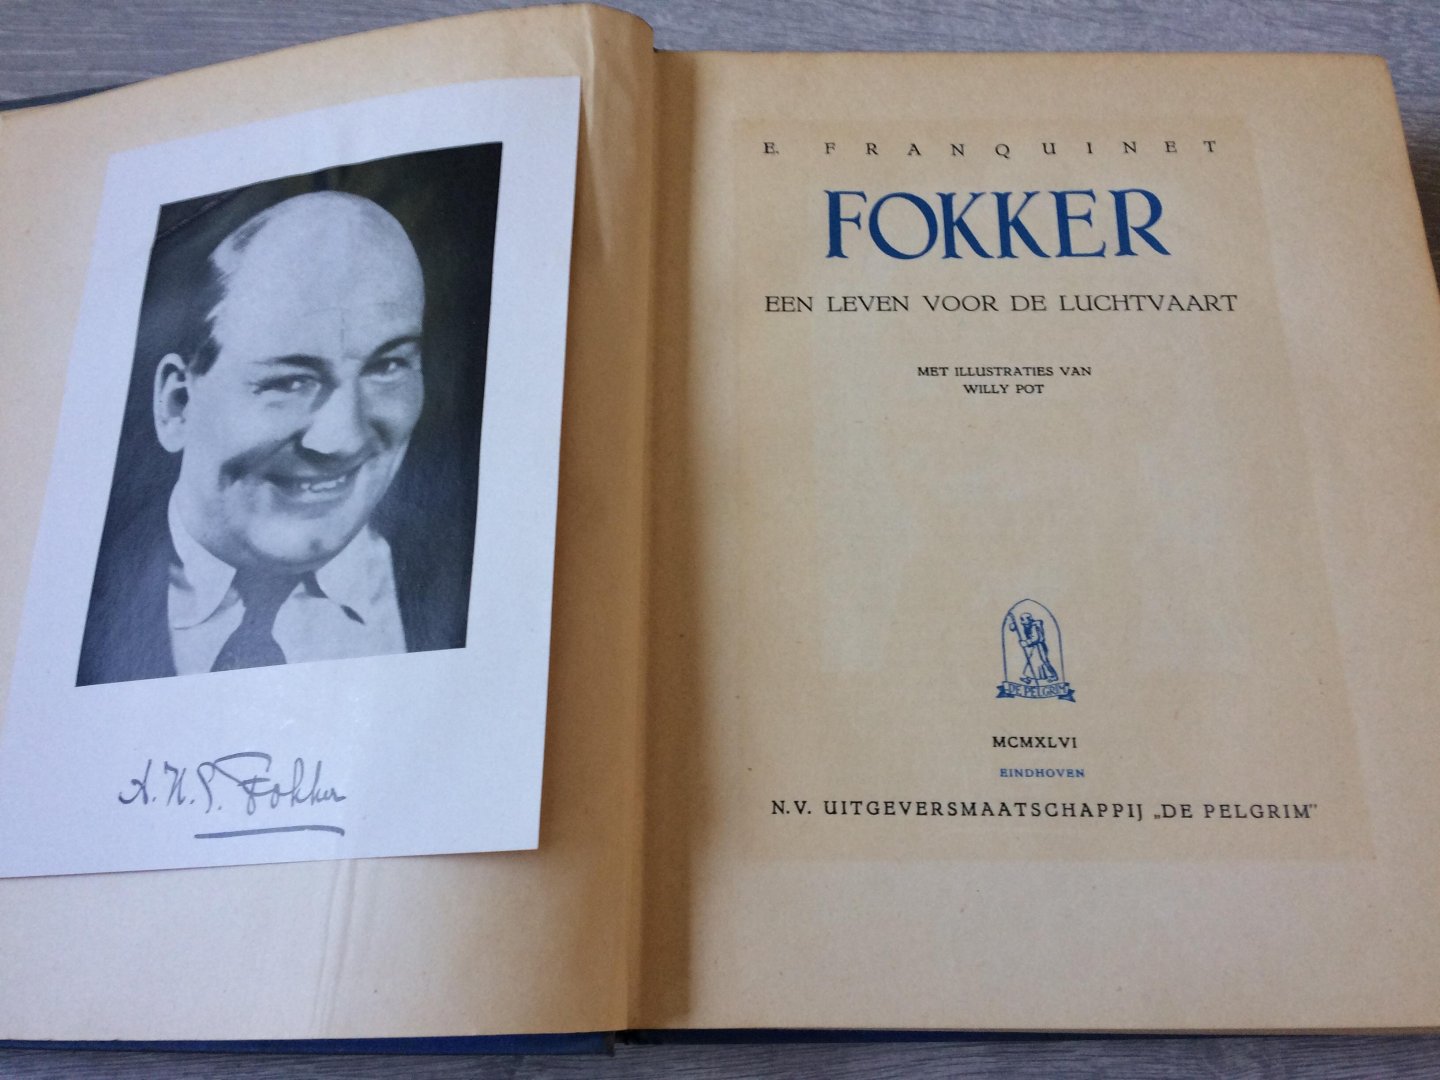 A.H.G. Fokker
E. FRANQUINET
FOKKER
EEN LEVEN VOOR DE LUCHTVAART
MET ILLUSTRATIES VAN
WILLY POT
DE PELGRIM
MCMXLVI
EINDHOVEN
N.V. UITGEVERSMAATSCHAPPIJ „DE PELGRIM"